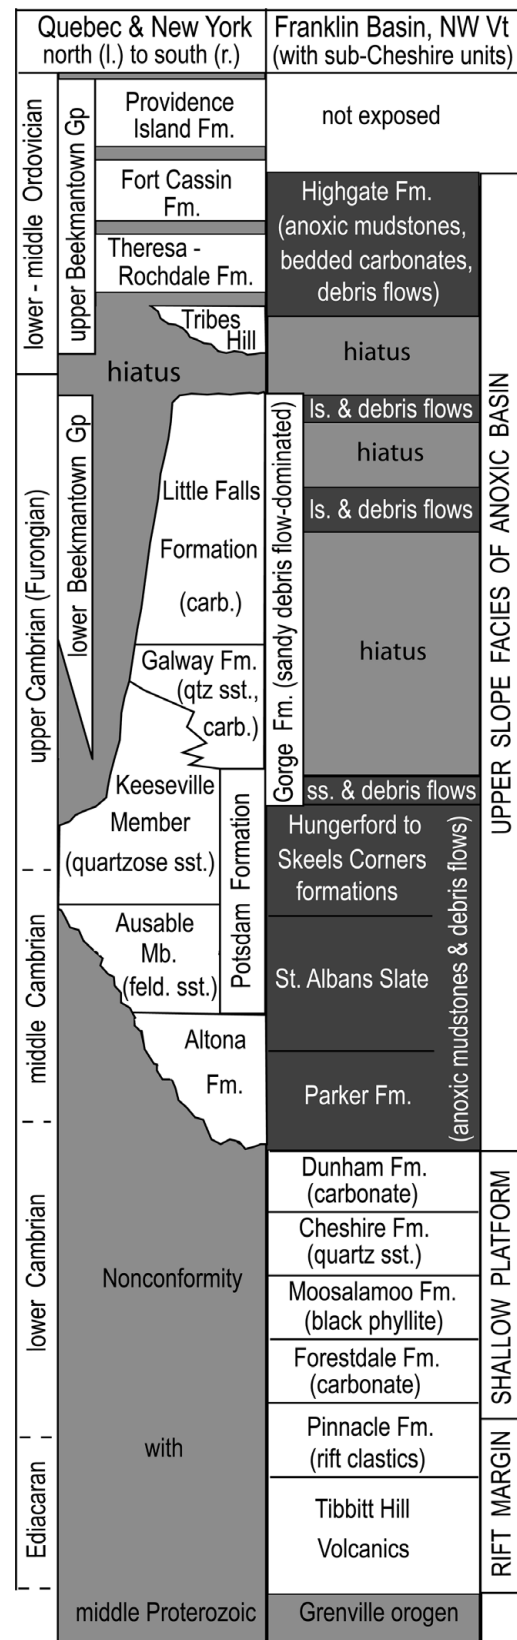 Quebec & New York
north (l.) to south (r.)
Franklin Basin, NW Vt
(with sub-Cheshire units)
lower - middle Ordovician
upper Cambrian (Furongian)
middle Cambrian
lower Cambrian
Ediacaran
upper Beekmantown Gp
lower Beekmantown Gp
Providence
Island Fm.
Fort Cassin
Fm.
Theresa -
Rochdale Fm.
Tribes
Hill
hiatus
Little Falls
Formation
(carb.)
Galway Fm.
(qtz sst.,
carb.)
Keeseville
Member
(quartzose sst.)
Potsdam Formation
Ausable
Mb.
(feld. sst.)
Altona
Fm.
Nonconformity
with
middle Proterozoic
not exposed
Highgate Fm.
(anoxic mudstones,
bedded carbonates,
debris flows)
hiatus
ls. & debris flows
hiatus
ls. & debris flows
hiatus
ss. & debris flows
Gorge Fm. (sandy debris flow-dominated)
Hungerford to
Skeels Corners
formations
St. Albans Slate
Parker Fm.
(anoxic mudstones & debris flows)
Dunham Fm.
(carbonate)
Cheshire Fm.
(quartz sst.)
Moosalamoo Fm.
(black phyllite)
Forestdale Fm.
(carbonate)
Pinnacle Fm.
(rift clastics)
Tibbitt Hill
Volcanics
Grenville orogen
UPPER SLOPE FACIES OF ANOXIC BASIN
SHALLOW PLATFORM
RIFT MARGIN